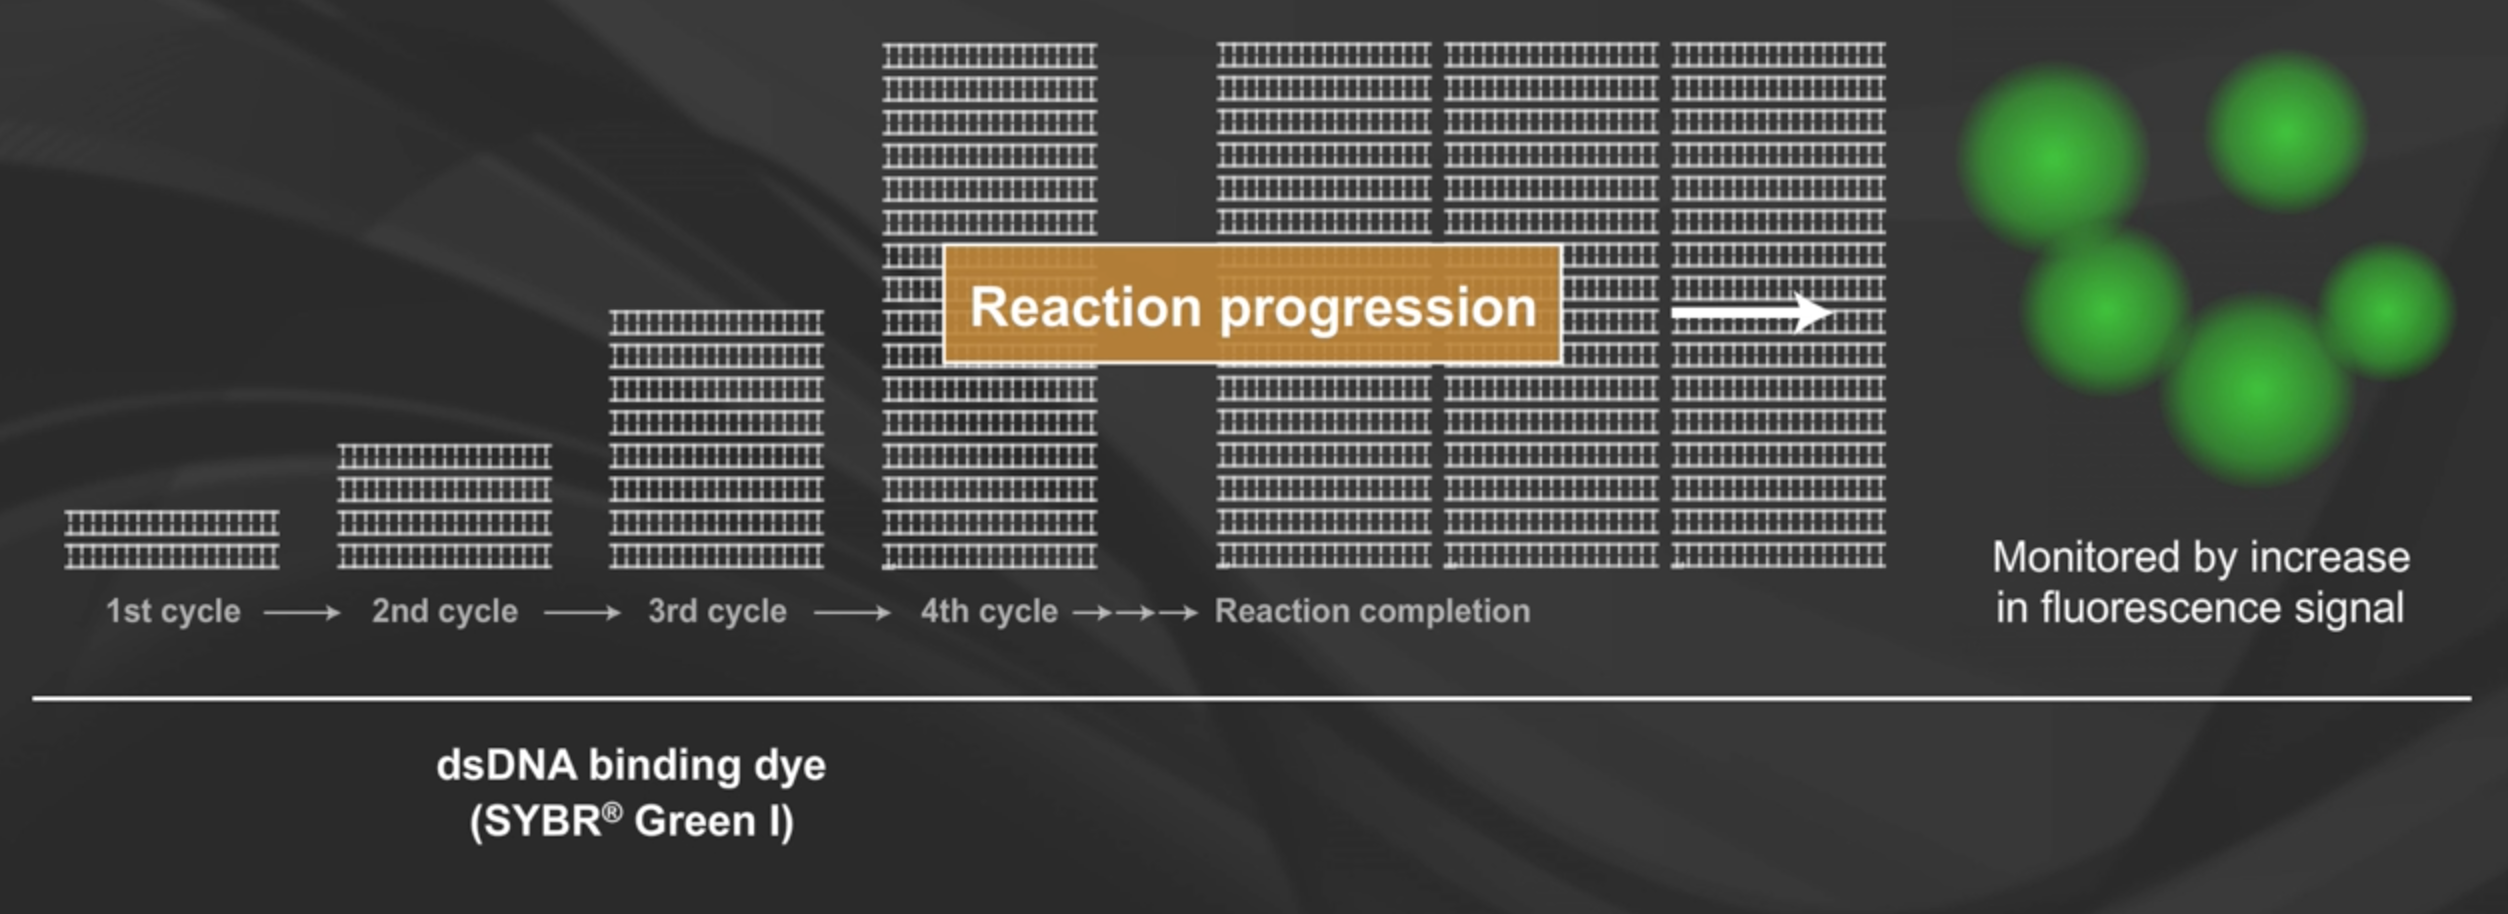 Reaction progression
1st cycle
2nd cycle
3rd cycle
4th cycle
Reaction completion
Monitored by increase
in fluorescence signal
dsDNA binding dye
(SYBR® Green I)